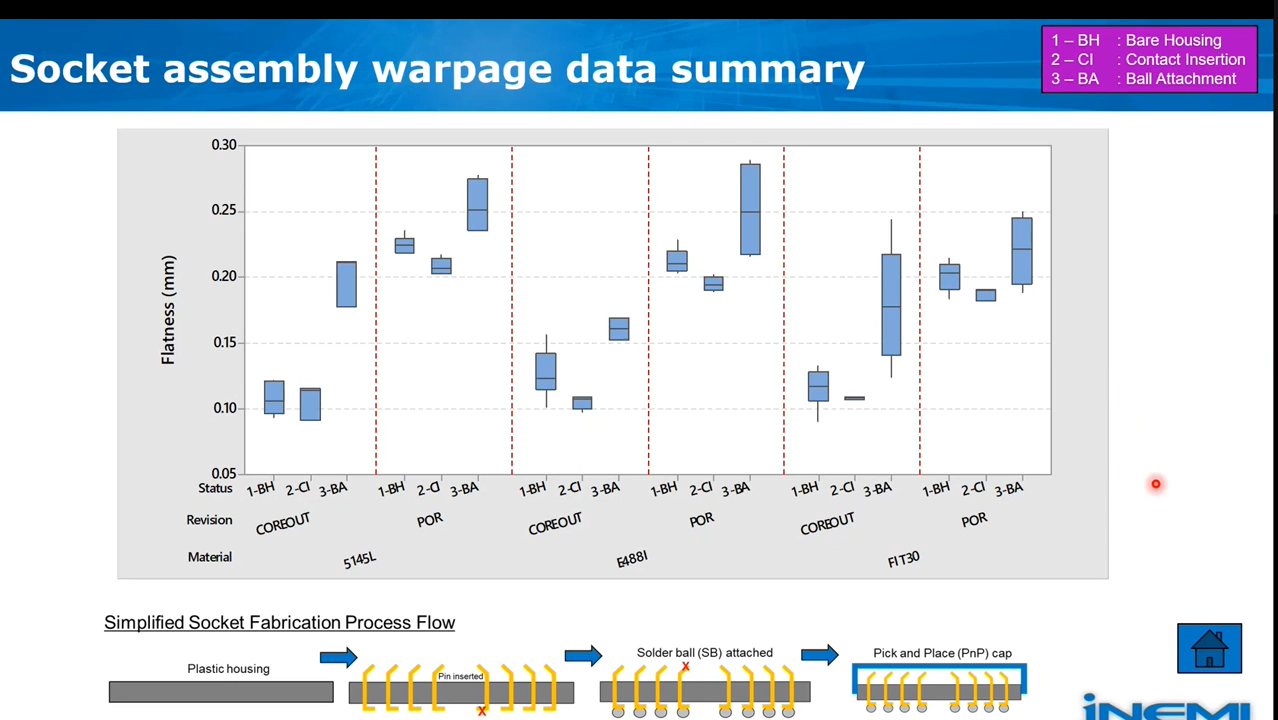 Socket assembly warpage data summary
1 – BH : Bare Housing
2 – CI : Contact Insertion
3 – BA : Ball Attachment
0.30
0.25
0.20
0.15
0.10
0.05
Flatness (mm)
Status 1-BH 2-CI 3-BA 1-BH 2-CI 3-BA 1-BH 2-CI 3-BA 1-BH 2-CI 3-BA 1-BH 2-CI 3-BA 1-BH 2-CI 3-BA
Revision COREOUT POR COREOUT POR COREOUT POR
Material 5145L E488I FIT30
Simplified Socket Fabrication Process Flow
Plastic housing
Pin inserted
X
Solder ball (SB) attached
X
Pick and Place (PnP) cap
iNEMI